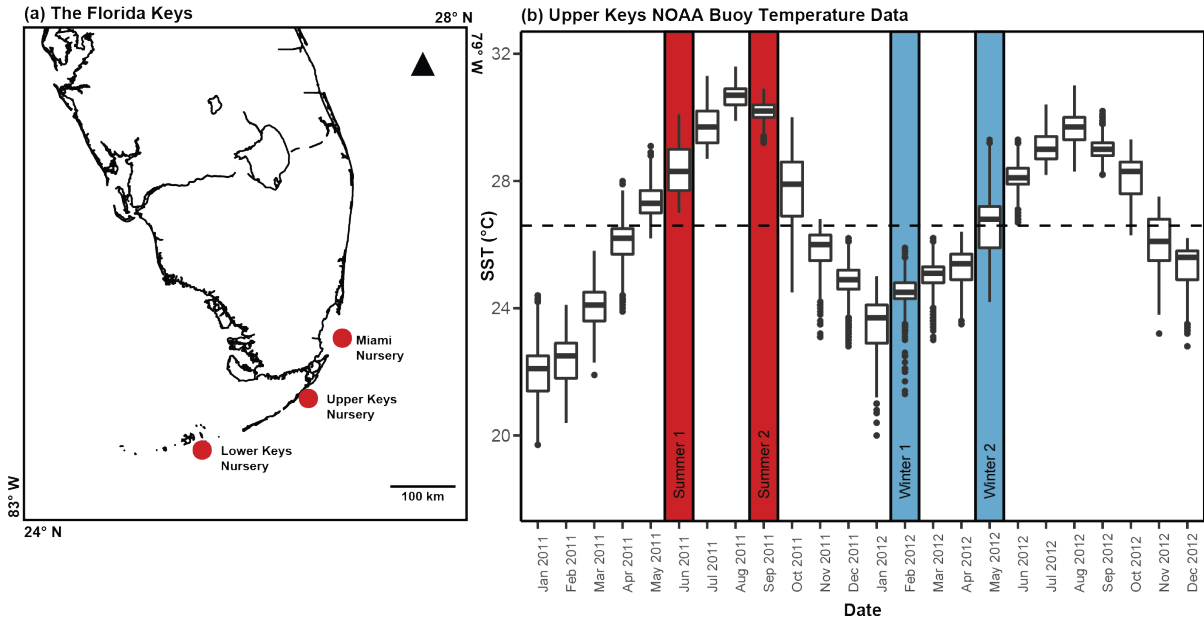 (a) The Florida Keys
28° N
79° W
Miami
Nursery
Upper Keys
Nursery
Lower Keys
Nursery
100 km
83° W
24° N
(b) Upper Keys NOAA Buoy Temperature Data
SST (°C)
32
28
24
20
Summer 1
Summer 2
Winter 1
Winter 2
Jan 2011
Feb 2011
Mar 2011
Apr 2011
May 2011
Jun 2011
Jul 2011
Aug 2011
Sep 2011
Oct 2011
Nov 2011
Dec 2011
Jan 2012
Feb 2012
Mar 2012
Apr 2012
May 2012
Jun 2012
Jul 2012
Aug 2012
Sep 2012
Oct 2012
Nov 2012
Dec 2012
Date